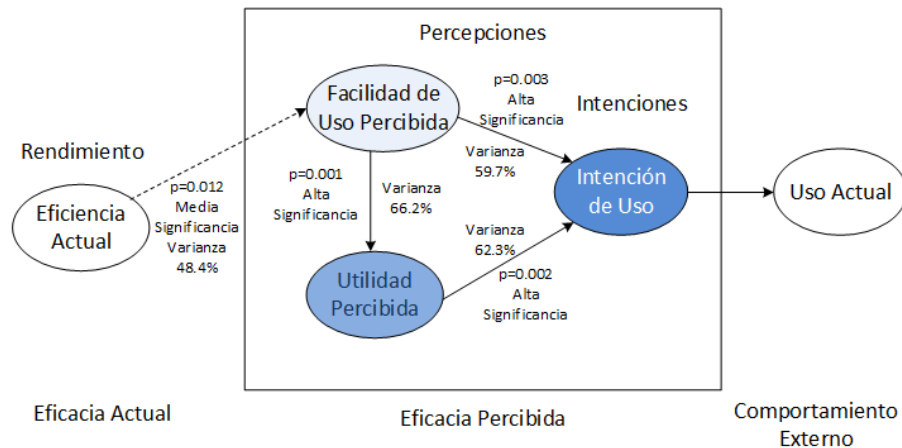 Percepciones
Facilidad de
Uso Percibida
p=0.003
Alta
Significancia
Intenciones
Rendimiento
p=0.012
Media
Significancia
Varianza
48.4%
Eficiencia
Actual
p=0.001
Alta
Significancia
Varianza
66.2%
Varianza
59.7%
Intención
de Uso
Uso Actual
Varianza
62.3%
p=0.002
Alta
Significancia
Utilidad
Percibida
Eficacia Actual
Eficacia Percibida
Comportamiento
Externo